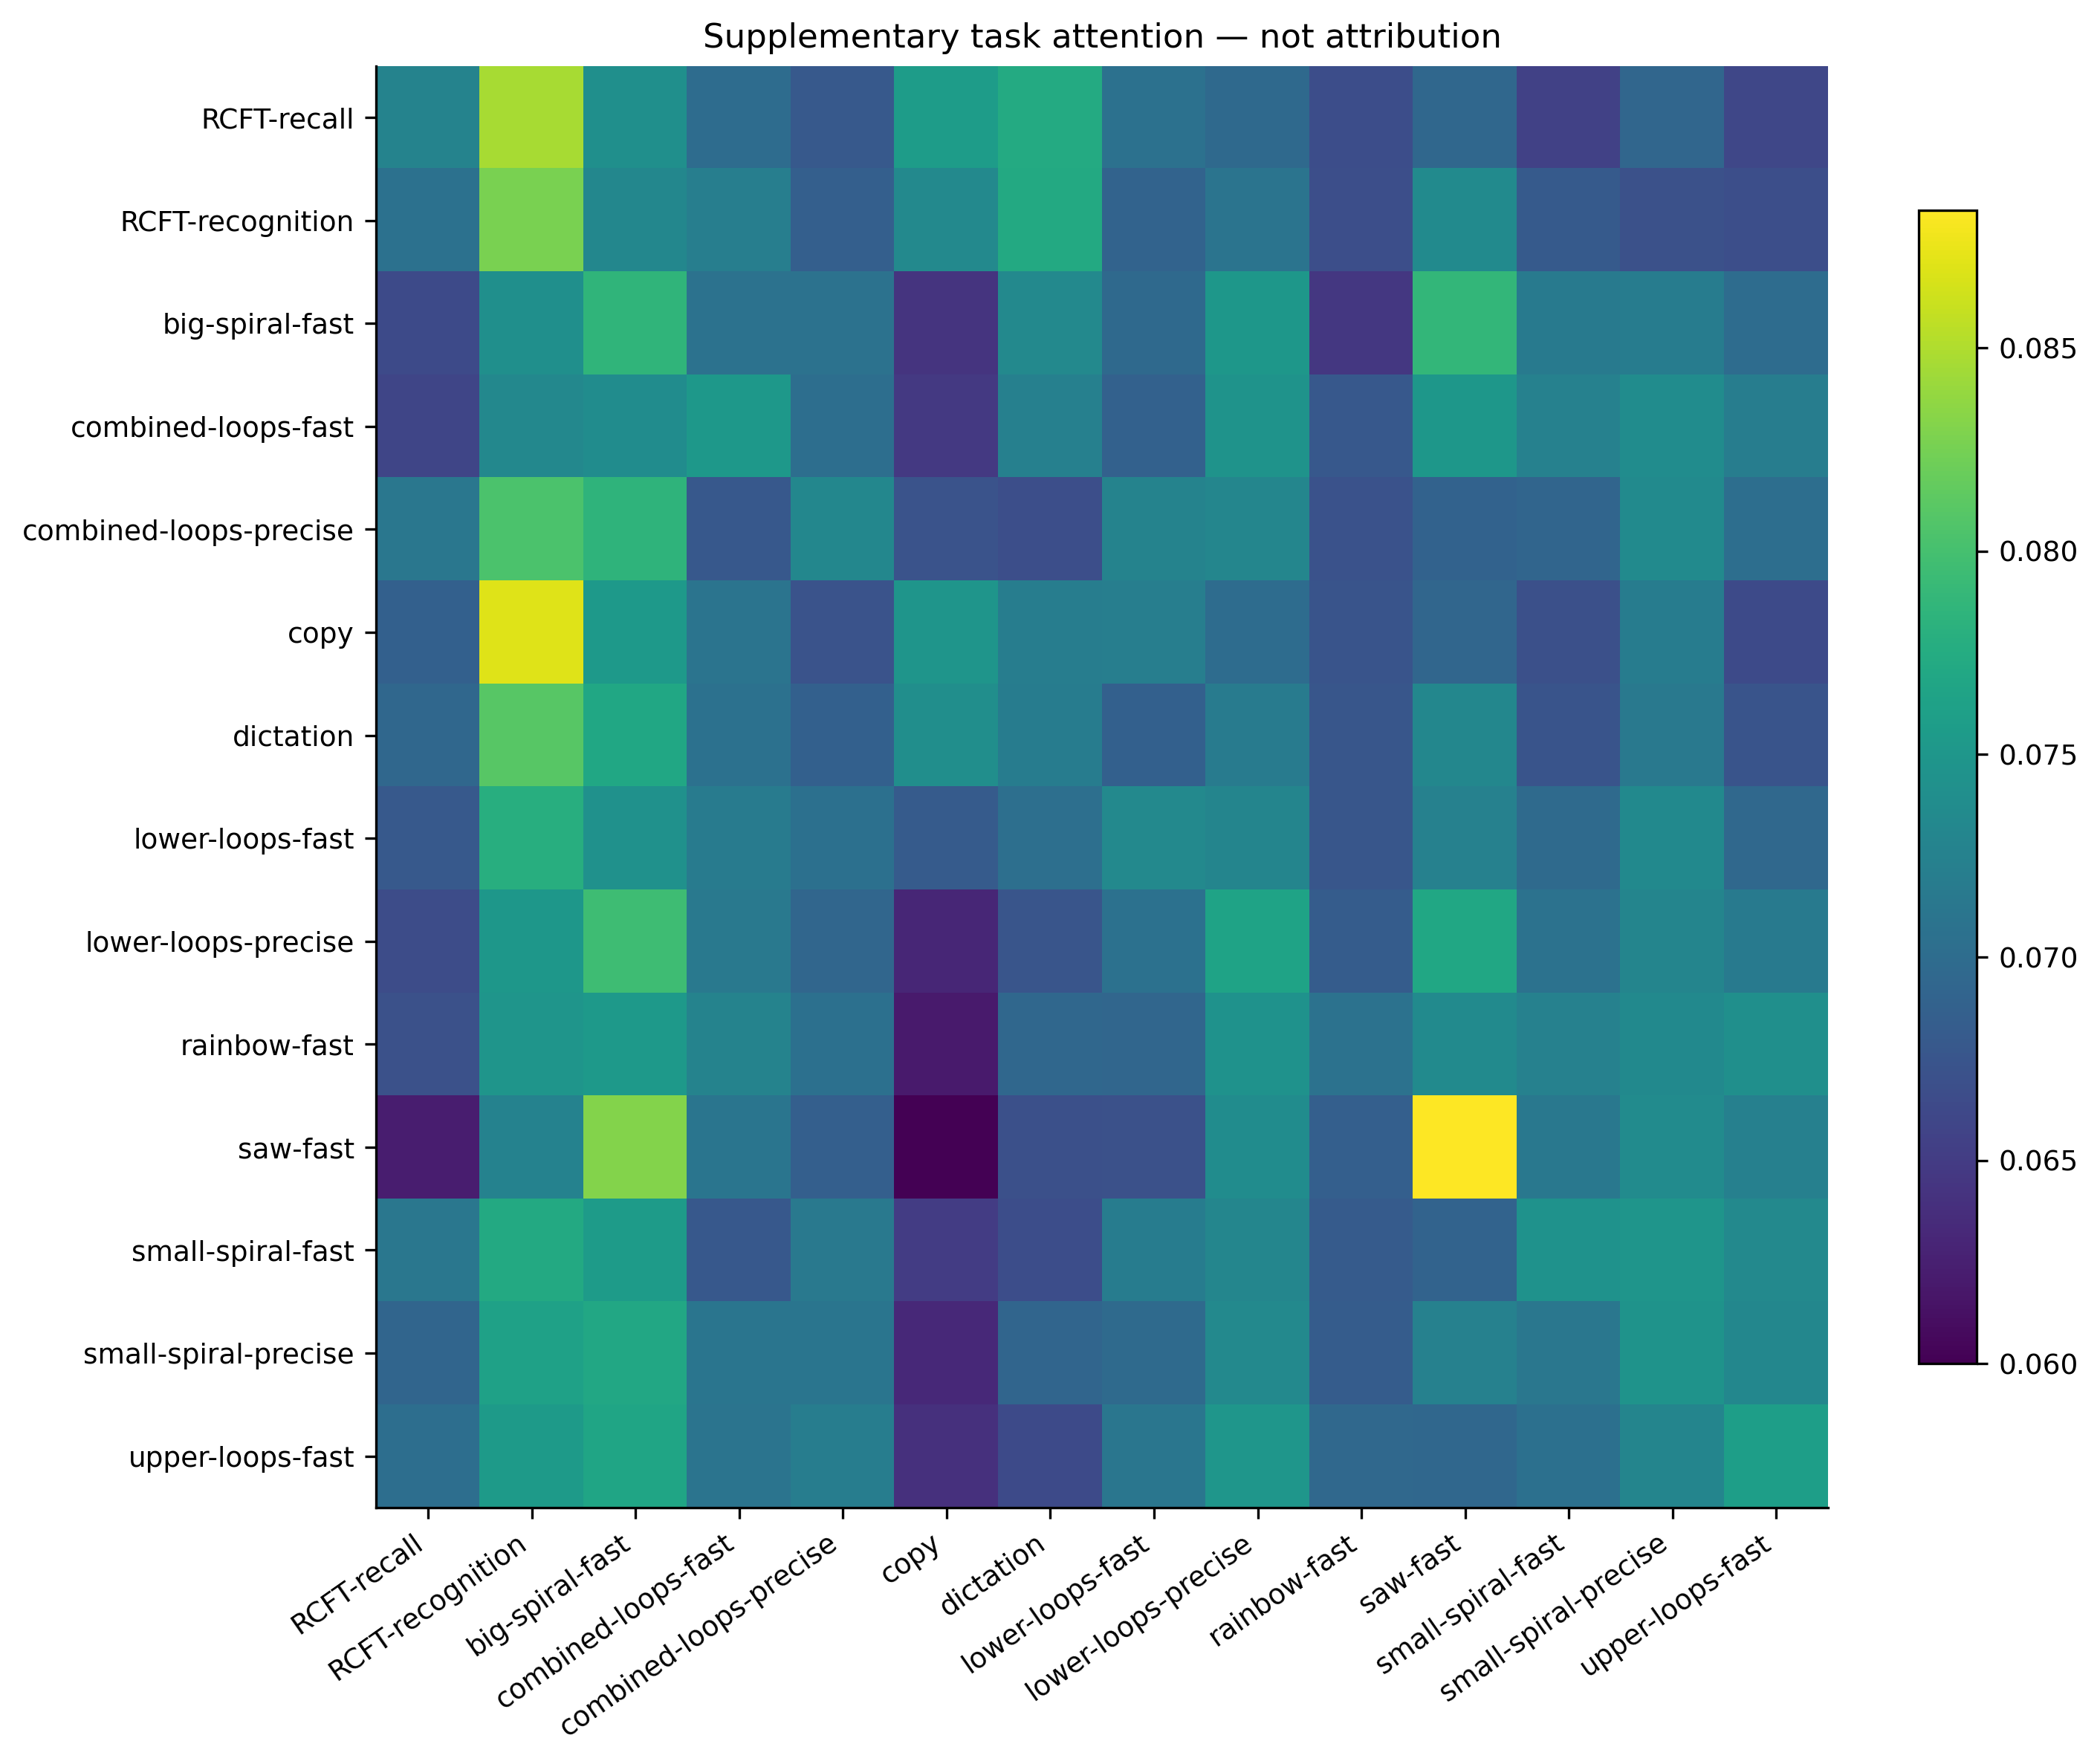 Supplementary task attention — not attribution
RCFT-recall
RCFT-recognition
big-spiral-fast
combined-loops-fast
combined-loops-precise
copy
dictation
lower-loops-fast
lower-loops-precise
rainbow-fast
saw-fast
small-spiral-fast
small-spiral-precise
upper-loops-fast
RCFT-recall
RCFT-recognition
big-spiral-fast
combined-loops-fast
combined-loops-precise
copy
dictation
lower-loops-fast
lower-loops-precise
rainbow-fast
saw-fast
small-spiral-fast
small-spiral-precise
upper-loops-fast
0.085
0.080
0.075
0.070
0.065
0.060